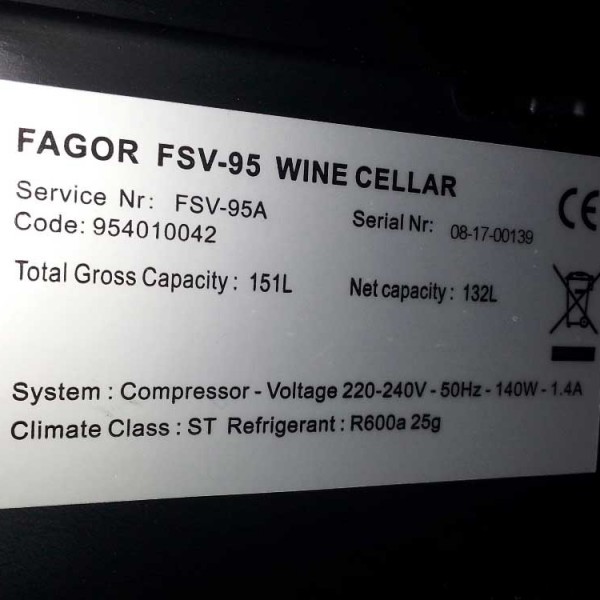 FAGOR FSV-95 WINE CELLAR
Service Nr: FSV-95A
Serial Nr: 08-17-00139
Code: 954010042
Total Gross Capacity : 151L
Net capacity : 132L
System : Compressor - Voltage 220-240V - 50Hz - 140W - 1.4A
Climate Class : ST Refrigerant : R600a 25g
CE